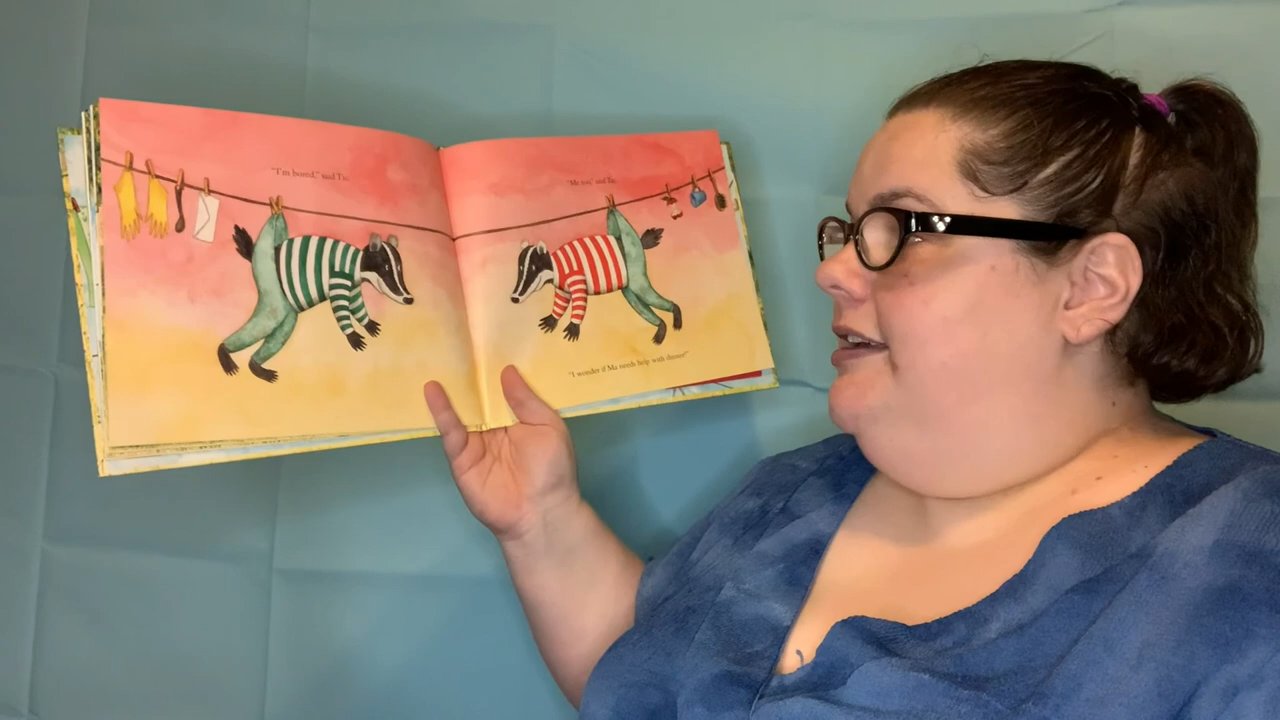 "I'm bored," said Tic.
"Me too," said Tac.
"I wonder if Ma needs help with dinner?"